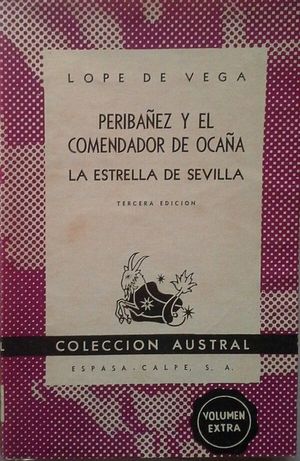 LOPE DE VEGA
PERIBAÑEZ Y EL
COMENDADOR DE OCAÑA
LA ESTRELLA DE SEVILLA
TERCERA EDICION
COLECCION AUSTRAL
ESPASA-CALPE, S. A.
VOLUMEN
EXTRA